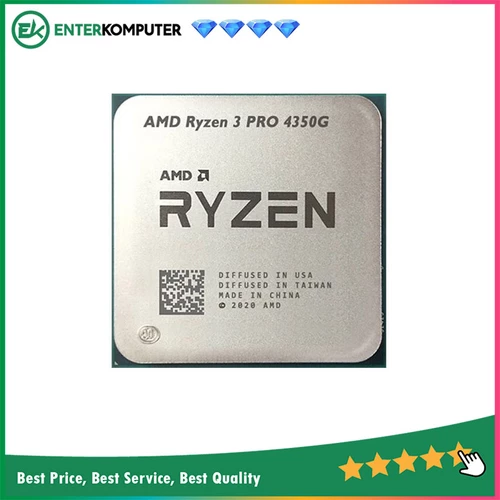 EK ENTERKOMPUTER
AMD Ryzen 3 PRO 4350G
AMD
RYZEN
DIFFUSED IN USA
DIFFUSED IN TAIWAN
MADE IN CHINA
© 2020 AMD
Best Price, Best Service, Best Quality